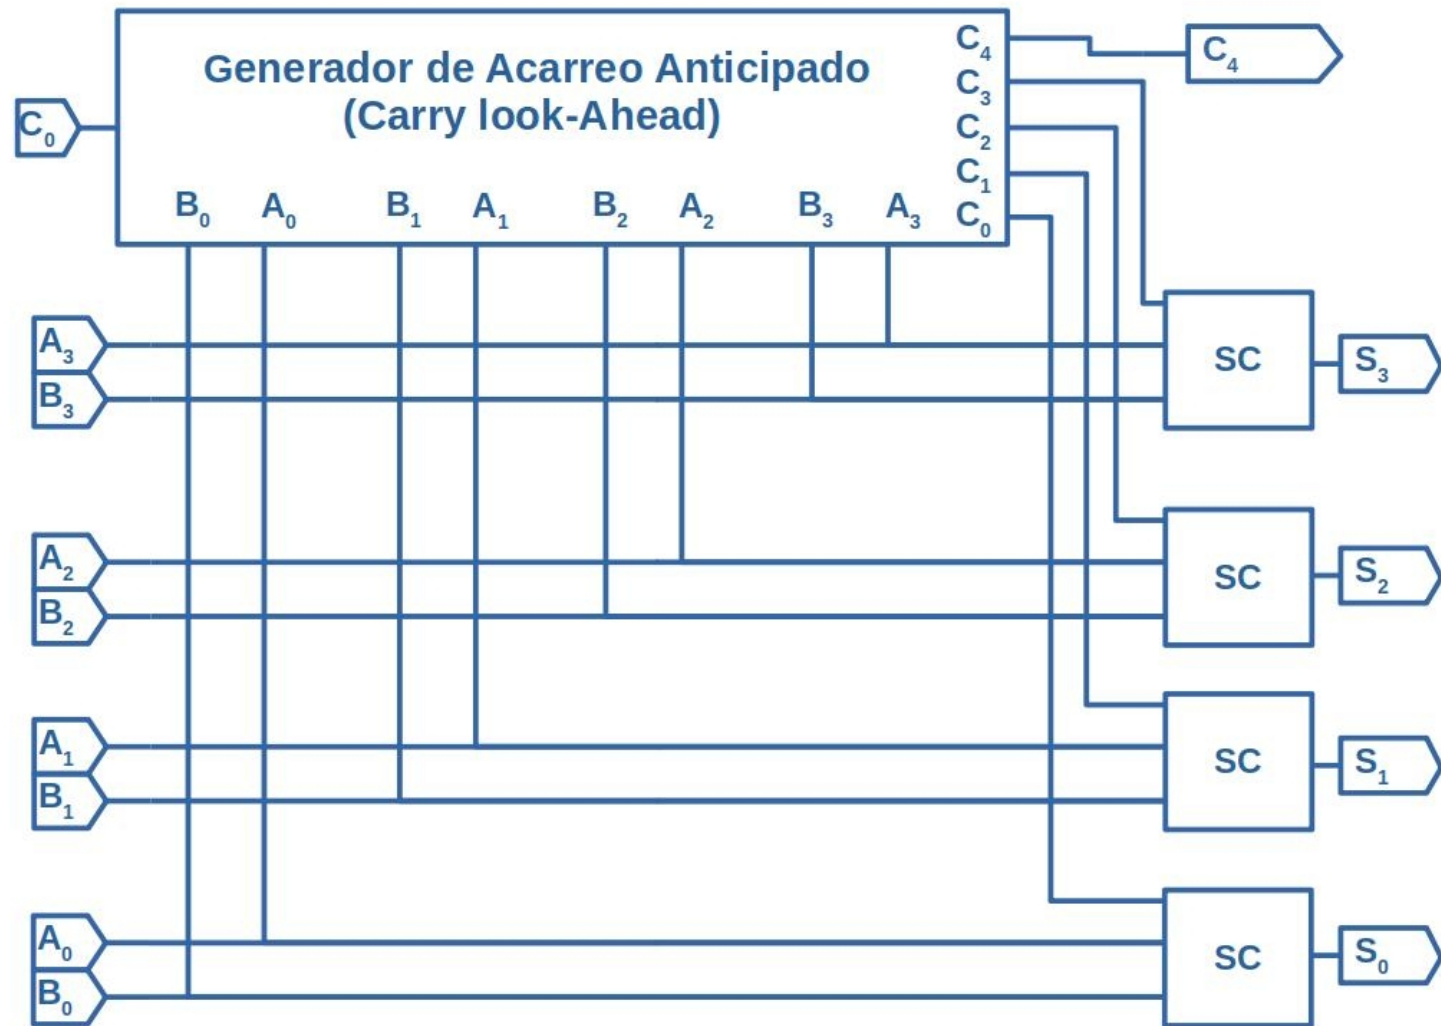 Generador de Acarreo Anticipado
(Carry look-Ahead)
C4
C3
C2
C1
C0
C4
C0
B0 A0 B1 A1 B2 A2 B3 A3
A3
B3
SC
S3
A2
B2
SC
S2
A1
B1
SC
S1
A0
B0
SC
S0